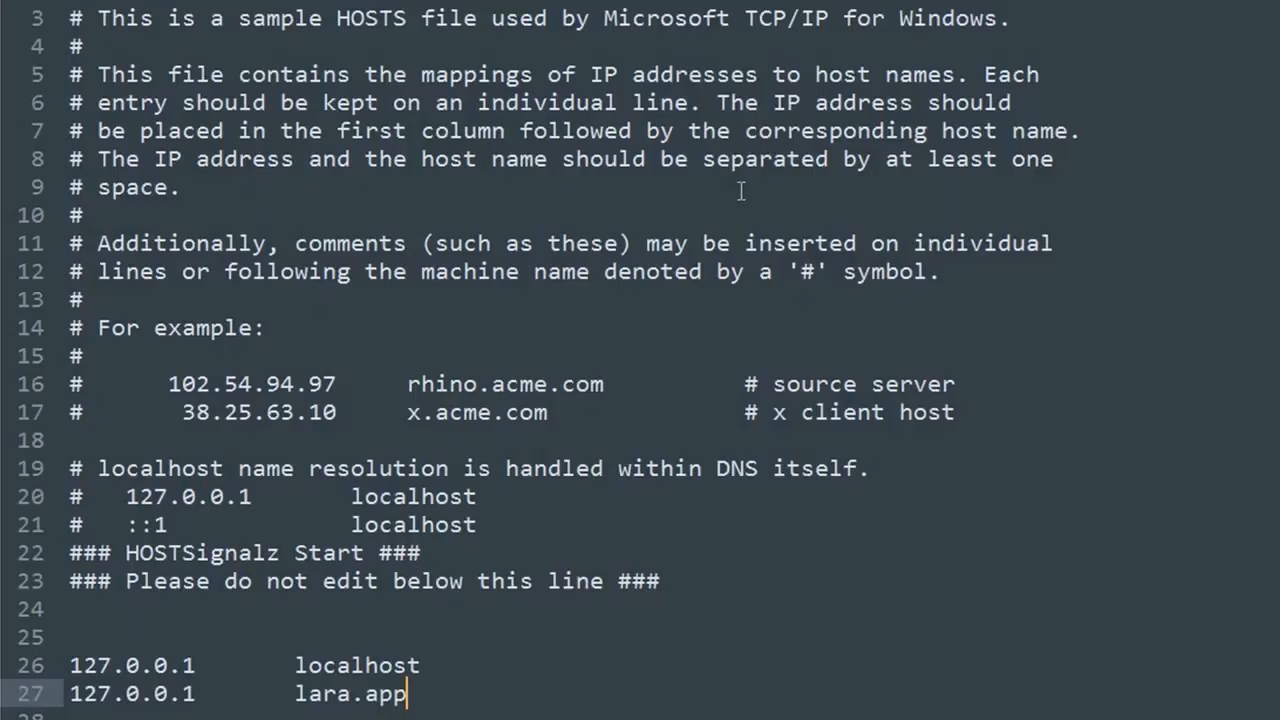 3 # This is a sample HOSTS file used by Microsoft TCP/IP for Windows.
4 #
5 # This file contains the mappings of IP addresses to host names. Each
6 # entry should be kept on an individual line. The IP address should
7 # be placed in the first column followed by the corresponding host name.
8 # The IP address and the host name should be separated by at least one
9 # space.
10 #
11 # Additionally, comments (such as these) may be inserted on individual
12 # lines or following the machine name denoted by a '#' symbol.
13 #
14 # For example:
15 #
16 #      102.54.94.97     rhino.acme.com          # source server
17 #       38.25.63.10     x.acme.com              # x client host
18
19 # localhost name resolution is handled within DNS itself.
20 #   127.0.0.1       localhost
21 #   ::1             localhost
22 ### HOSTSignalz Start ###
23 ### Please do not edit below this line ###
24
25
26 127.0.0.1       localhost
27 127.0.0.1       lara.app
28